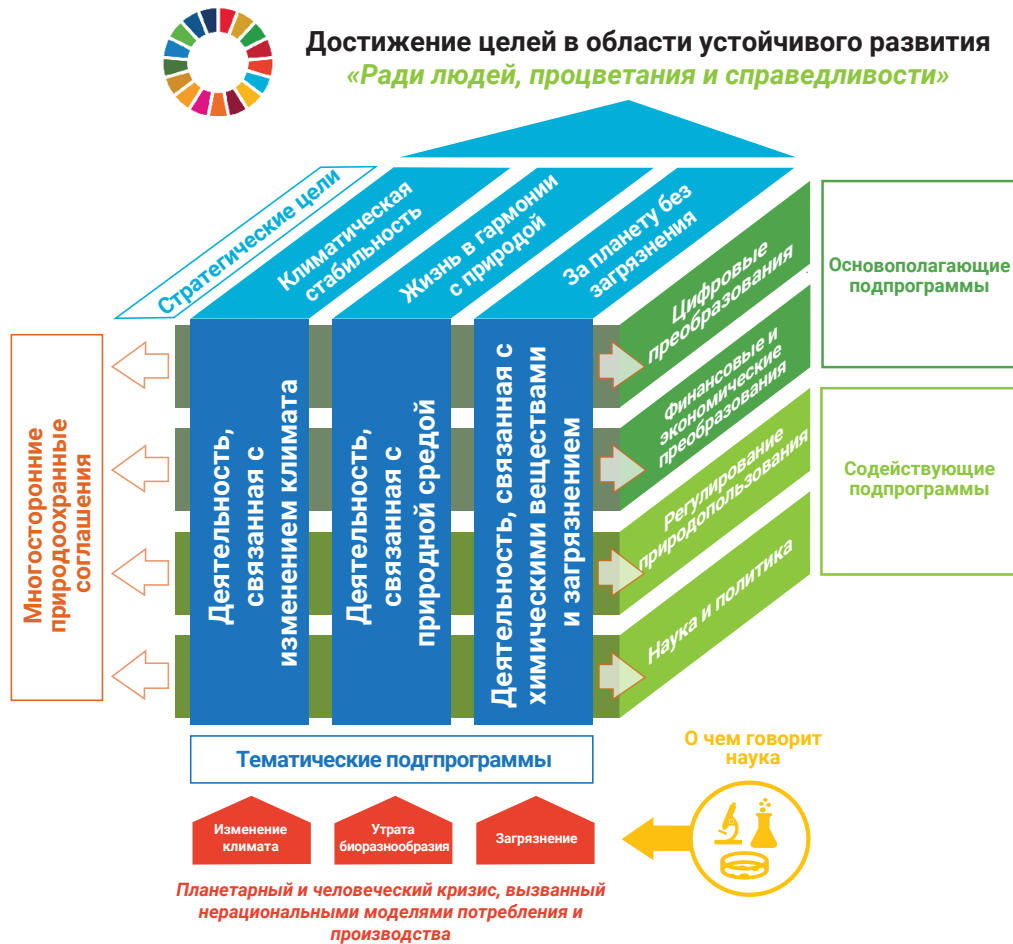 Достижение целей в области устойчивого развития
«Ради людей, процветания и справедливости»
Стратегические цели
Климатическая
стабильность
Жизнь в гармонии
с природой
За планету без
загрязнения
Цифровые
преобразования
Финансовые и
экономические
преобразования
Регулирование
природопользования
Наука и политика
Основополагающие
подпрограммы
Содействующие
подпрограммы
Многосторонние
природоохранные
соглашения
Деятельность,
связанная с
изменением климата
Деятельность,
связанная с
природной средой
Деятельность, связанная с
химическими веществами
и загрязнением
Тематические подгпрограммы
О чем говорит
наука
Изменение
климата
Утрата
биоразнообразия
Загрязнение
Планетарный и человеческий кризис, вызванный
нерациональными моделями потребления и
производства